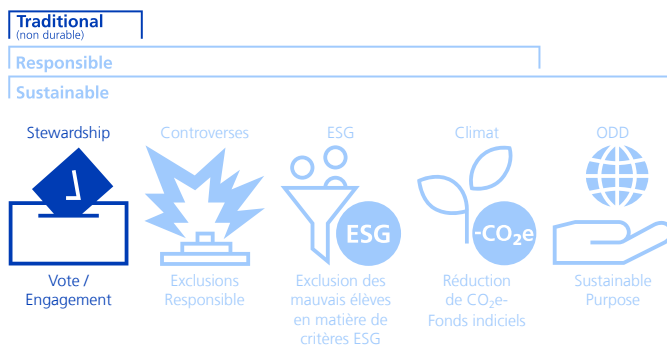 Traditional
(non durable)
Responsible
Sustainable
Stewardship
Controverses
ESG
Climat
ODD
ESG
-CO₂e
Vote /
Engagement
Exclusions
Responsible
Exclusion des
mauvais élèves
en matière de
critères ESG
Réduction
de CO₂e-
Fonds indiciels
Sustainable
Purpose